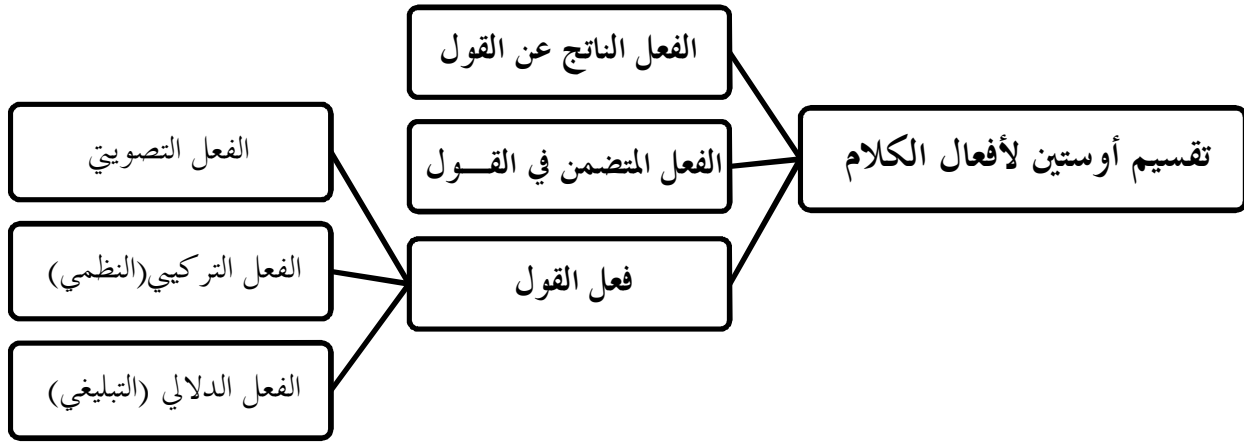 تقسيم أوستين لأفعال الكلام
الفعل الناتج عن القول
الفعل المتضمن في القـــول
فعل القول
الفعل التصويتي
الفعل التركيبي(النظمي)
الفعل الدلالي (التبليغي)